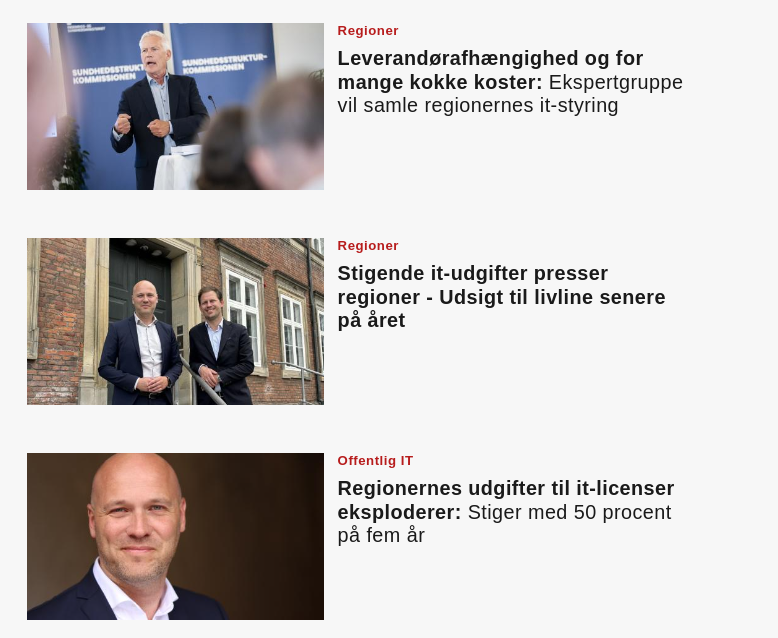 SUNDHEDSSTRUKTUR-
KOMMISSIONEN
Regioner
Leverandørafhængighed og for
mange kokke koster: Ekspertgruppe
vil samle regionernes it-styring
Regioner
Stigende it-udgifter presser
regioner - Udsigt til livline senere
på året
Offentlig IT
Regionernes udgifter til it-licenser
eksploderer: Stiger med 50 procent
på fem år